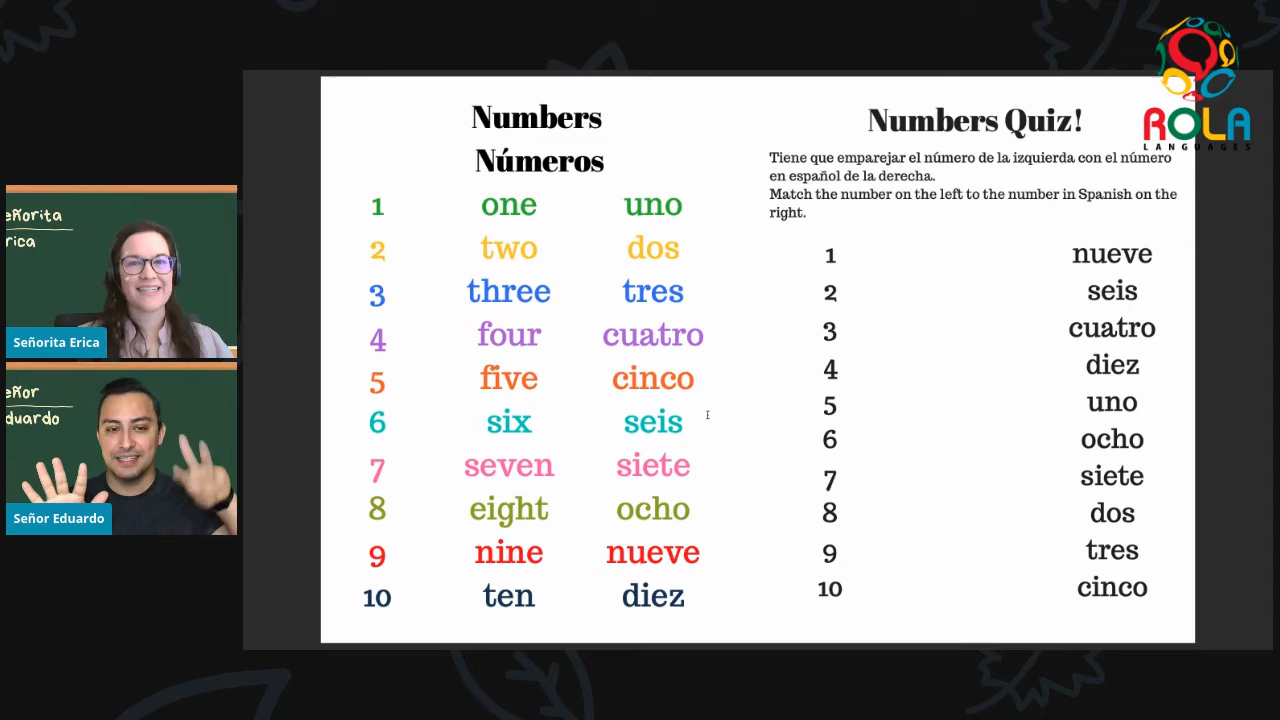 Numbers
Números
1 one uno
2 two dos
3 three tres
4 four cuatro
5 five cinco
6 six seis
7 seven siete
8 eight ocho
9 nine nueve
10 ten diez
Numbers Quiz!
Tiene que emparejar el número de la izquierda con el número
en español de la derecha.
Match the number on the left to the number in Spanish on the
right.
1 nueve
2 seis
3 cuatro
4 diez
5 uno
6 ocho
7 siete
8 dos
9 tres
10 cinco
ROLA
LANGUAGES
eñorita
rica
Señorita Erica
eñor
duardo
Señor Eduardo